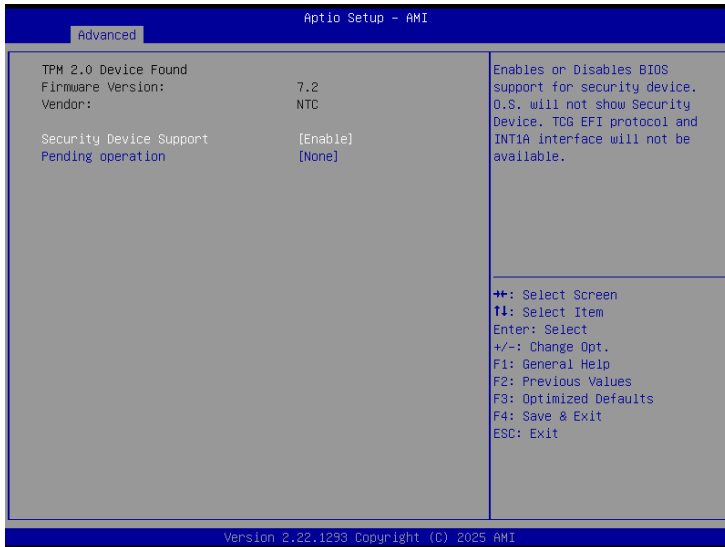 Aptio Setup - AMI
Advanced
TPM 2.0 Device Found
Firmware Version: 7.2
Vendor: NTC
Security Device Support [Enable]
Pending operation [None]
Enables or Disables BIOS
support for security device.
O.S. will not show Security
Device. TCG EFI protocol and
INT1A interface will not be
available.
→←: Select Screen
↑↓: Select Item
Enter: Select
+/-: Change Opt.
F1: General Help
F2: Previous Values
F3: Optimized Defaults
F4: Save & Exit
ESC: Exit
Version 2.22.1293 Copyright (C) 2025 AMI